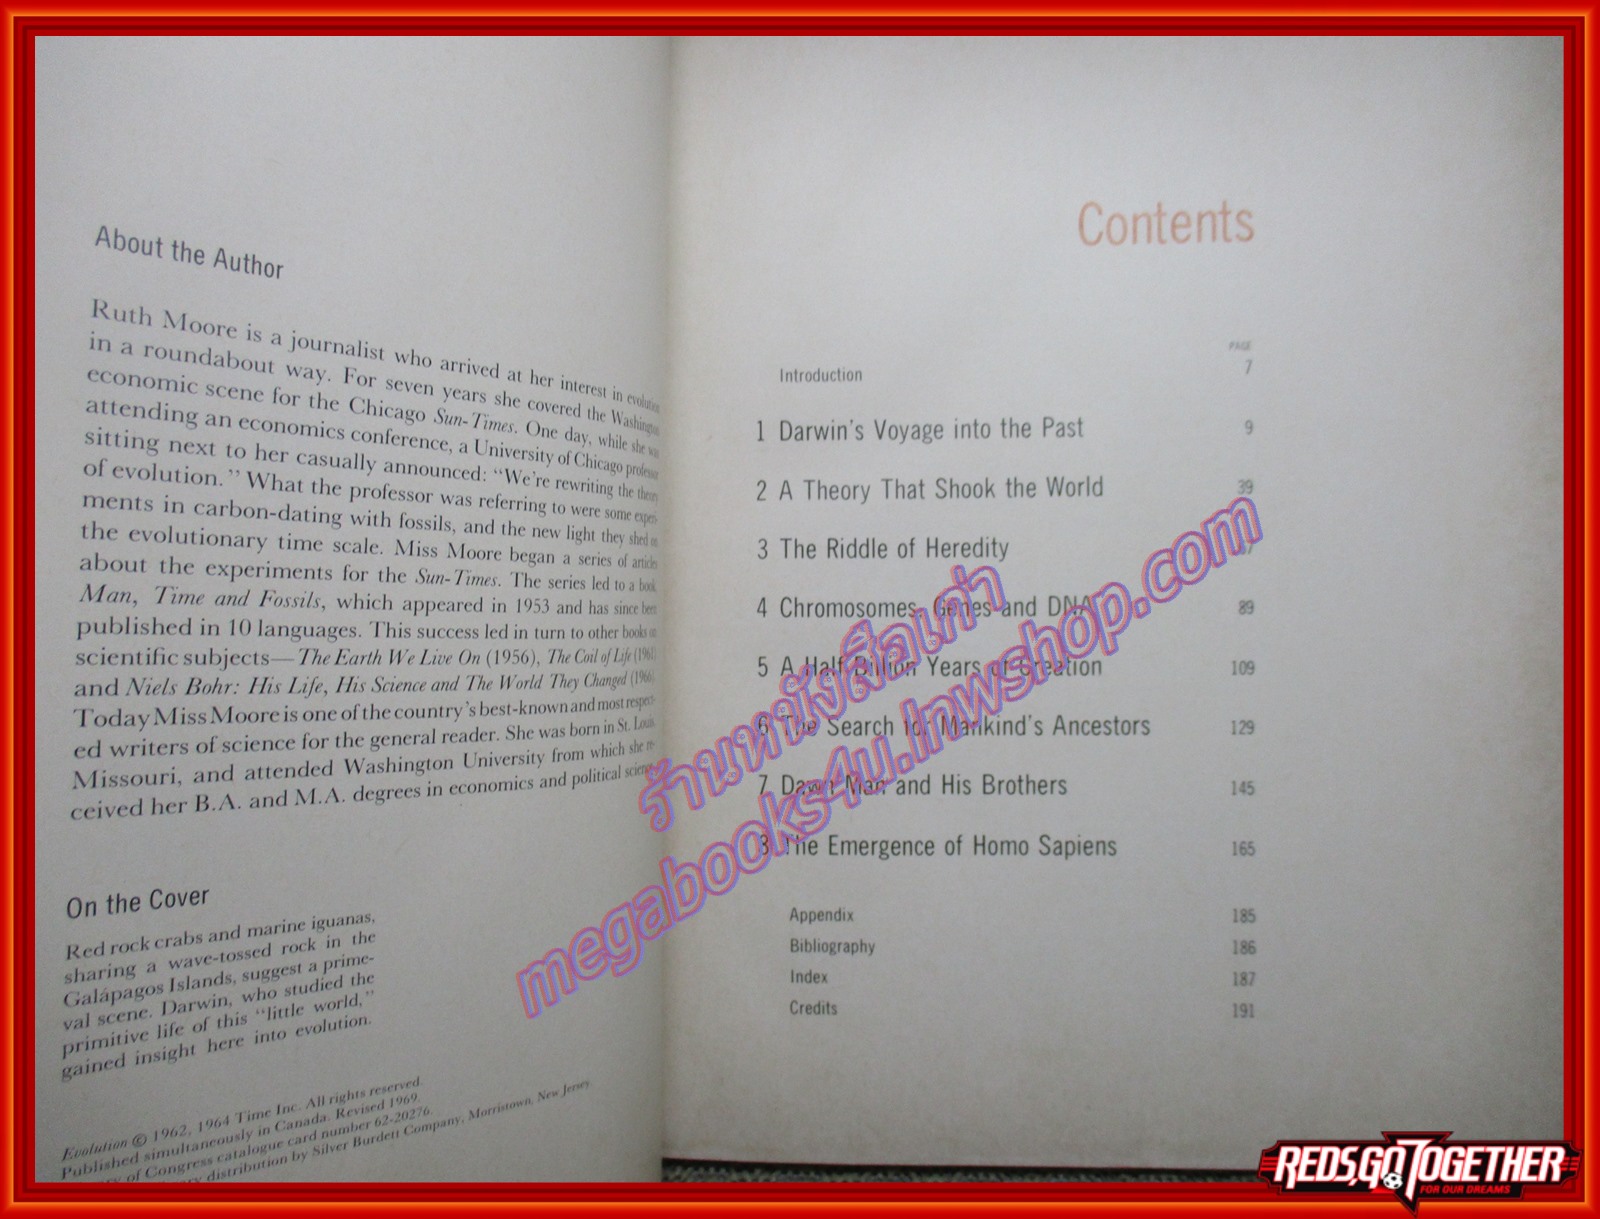 About the Author
Ruth Moore is a journalist who arrived at her interest in evolution
in a roundabout way. For seven years she covered the Washington
economic scene for the Chicago Sun-Times. One day, while she was
attending an economics conference, a University of Chicago professor
sitting next to her casually announced: “We’re rewriting the theory
of evolution.” What the professor was referring to were some experi-
ments in carbon-dating with fossils, and the new light they shed on
the evolutionary time scale. Miss Moore began a series of articles
about the experiments for the Sun-Times. The series led to a book
Man, Time and Fossils, which appeared in 1953 and has since been
published in 10 languages. This success led in turn to other books on
scientific subjects—The Earth We Live On (1956), The Coil of Life (1961)
and Niels Bohr: His Life, His Science and The World They Changed (1966).
Today Miss Moore is one of the country’s best-known and most respect-
ed writers of science for the general reader. She was born in St. Louis,
Missouri, and attended Washington University from which she re-
ceived her B.A. and M.A. degrees in economics and political science.
On the Cover
Red rock crabs and marine iguanas,
sharing a wave-tossed rock in the
Galápagos Islands, suggest a prime-
val scene. Darwin, who studied the
primitive life of this “little world,”
gained insight here into evolution.
Evolution © 1962, 1964 Time Inc. All rights reserved.
Published simultaneously in Canada. Revised 1969.
of Congress catalogue card number 62-20276.
distribution by Silver Burdett Company, Morristown, New Jersey.
Contents
PAGE
Introduction 7
1 Darwin’s Voyage into the Past 9
2 A Theory That Shook the World 39
3 The Riddle of Heredity
4 Chromosomes, Genes and DNA 89
5 A Half Billion Years of Creation 109
6 The Search for Mankind’s Ancestors 129
7 Dawn Man and His Brothers 145
8 The Emergence of Homo Sapiens 165
Appendix 185
Bibliography 186
Index 187
Credits 191
ร้านหนังสือเก่า
megabooks4u.lnwshop.com
REDS,GO TOGETHER
FOR OUR DREAMS